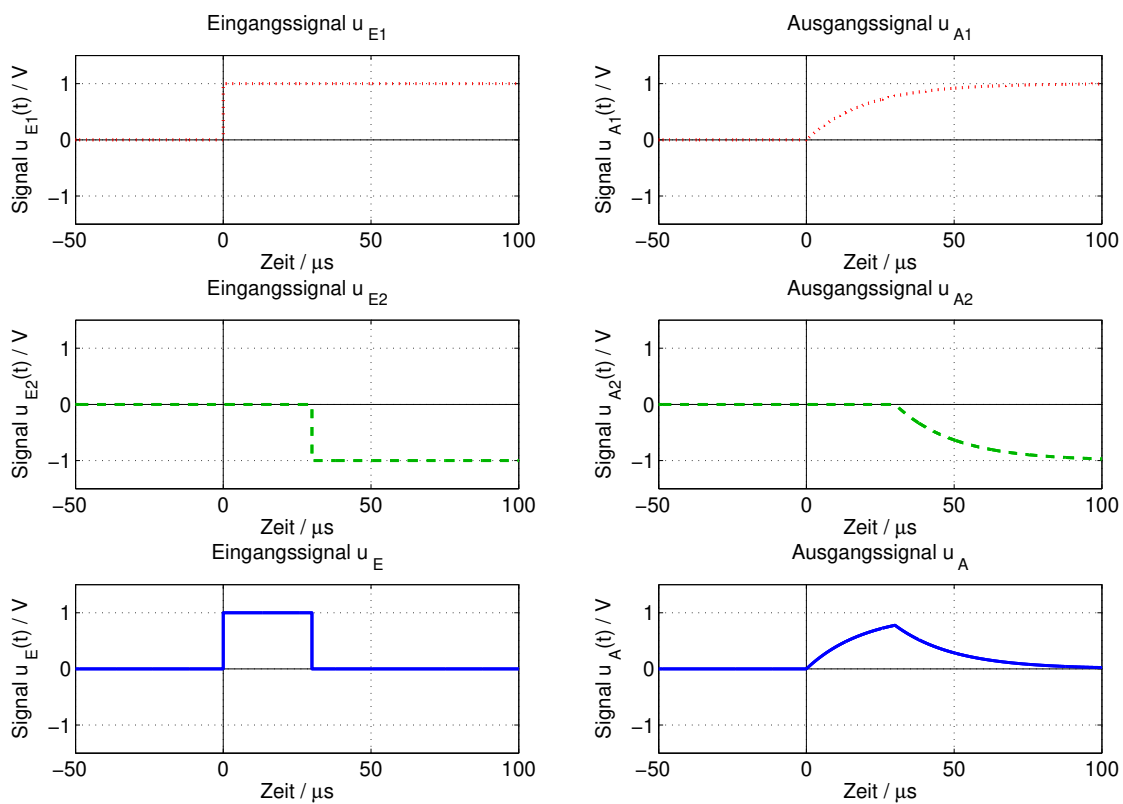 Eingangssignal u E1
Signal u E1(t) / V
1
0
−1
−50
0
50
100
Zeit / μs
Ausgangssignal u A1
Signal u A1(t) / V
1
0
−1
−50
0
50
100
Zeit / μs
Eingangssignal u E2
Signal u E2(t) / V
1
0
−1
−50
0
50
100
Zeit / μs
Ausgangssignal u A2
Signal u A2(t) / V
1
0
−1
−50
0
50
100
Zeit / μs
Eingangssignal u E
Signal u E(t) / V
1
0
−1
−50
0
50
100
Zeit / μs
Ausgangssignal u A
Signal u A(t) / V
1
0
−1
−50
0
50
100
Zeit / μs